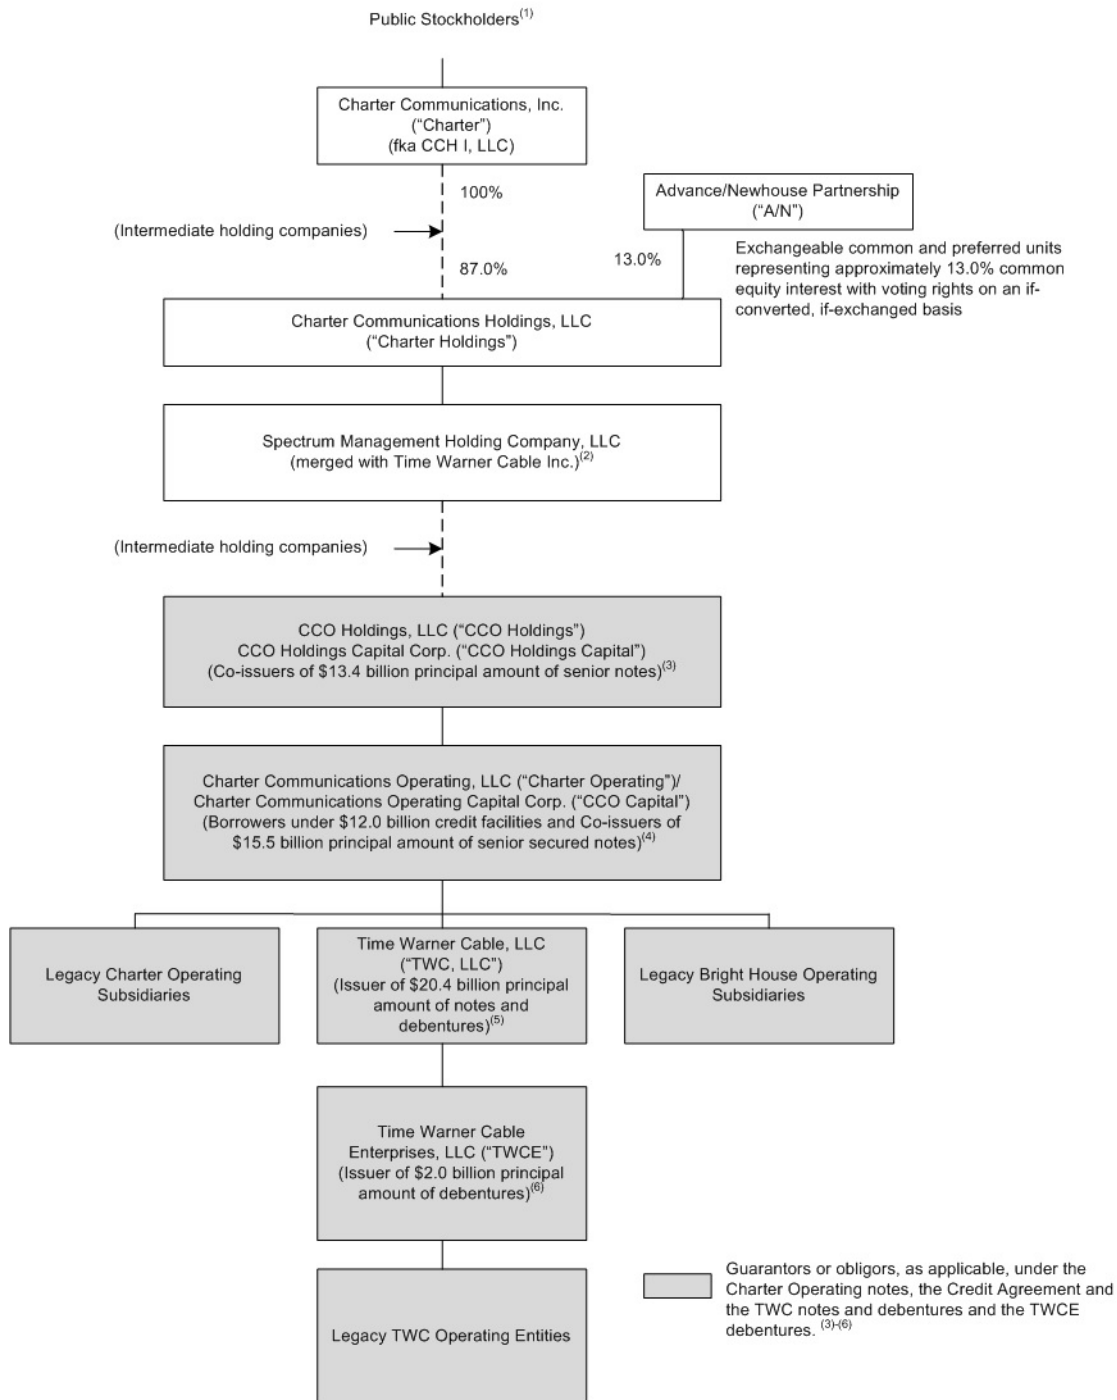 Public Stockholders(1)
Charter Communications, Inc.
(“Charter”)
(fka CCH I, LLC)
100%
Advance/Newhouse Partnership
(“A/N”)
(Intermediate holding companies)
87.0%
13.0%
Exchangeable common and preferred units
representing approximately 13.0% common
equity interest with voting rights on an if-
converted, if-exchanged basis
Charter Communications Holdings, LLC
(“Charter Holdings”)
Spectrum Management Holding Company, LLC
(merged with Time Warner Cable Inc.)(2)
(Intermediate holding companies)
CCO Holdings, LLC (“CCO Holdings”)
CCO Holdings Capital Corp. (“CCO Holdings Capital”)
(Co-issuers of $13.4 billion principal amount of senior notes)(3)
Charter Communications Operating, LLC (“Charter Operating”)/
Charter Communications Operating Capital Corp. (“CCO Capital”)
(Borrowers under $12.0 billion credit facilities and Co-issuers of
$15.5 billion principal amount of senior secured notes)(4)
Legacy Charter Operating
Subsidiaries
Time Warner Cable, LLC
(“TWC, LLC”)
(Issuer of $20.4 billion principal
amount of notes and
debentures)(5)
Legacy Bright House Operating
Subsidiaries
Time Warner Cable
Enterprises, LLC (“TWCE”)
(Issuer of $2.0 billion principal
amount of debentures)(6)
Legacy TWC Operating Entities
Guarantors or obligors, as applicable, under the
Charter Operating notes, the Credit Agreement and
the TWC notes and debentures and the TWCE
debentures. (3)-(6)